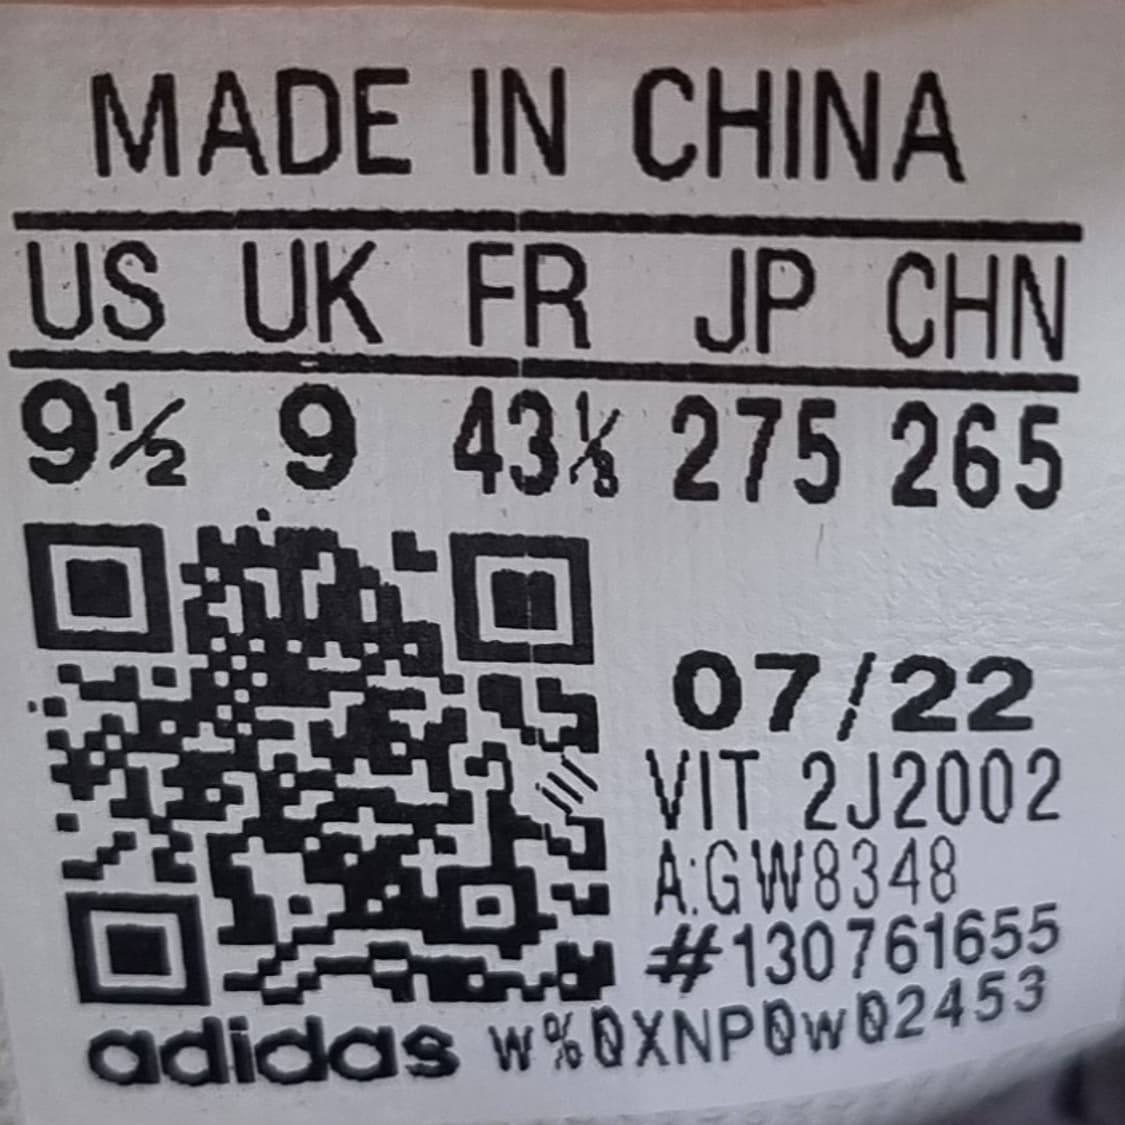 MADE IN CHINA
US UK FR JP CHN
9½ 9 43⅓ 275 265
07/22
VIT 2J2002
A:GW8348
#130761655
adidas W%0XNP0W02453